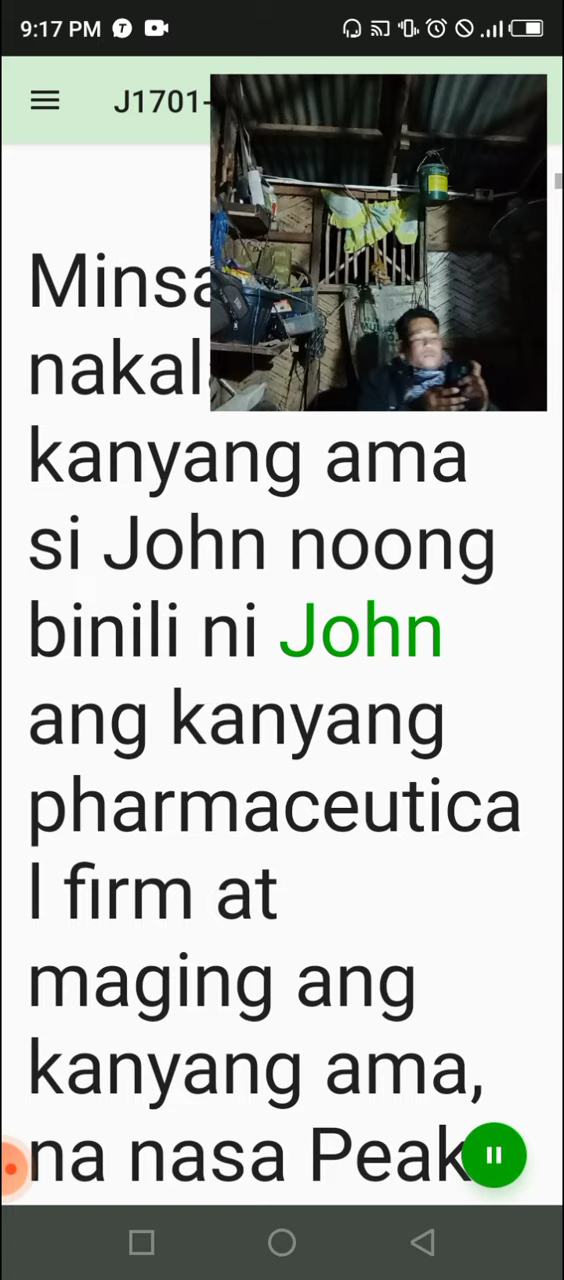 9:17 PM
J1701-
Minsa
nakal
kanyang ama
si John noong
binili ni John
ang kanyang
pharmaceutica
l firm at
maging ang
kanyang ama,
na nasa Peak